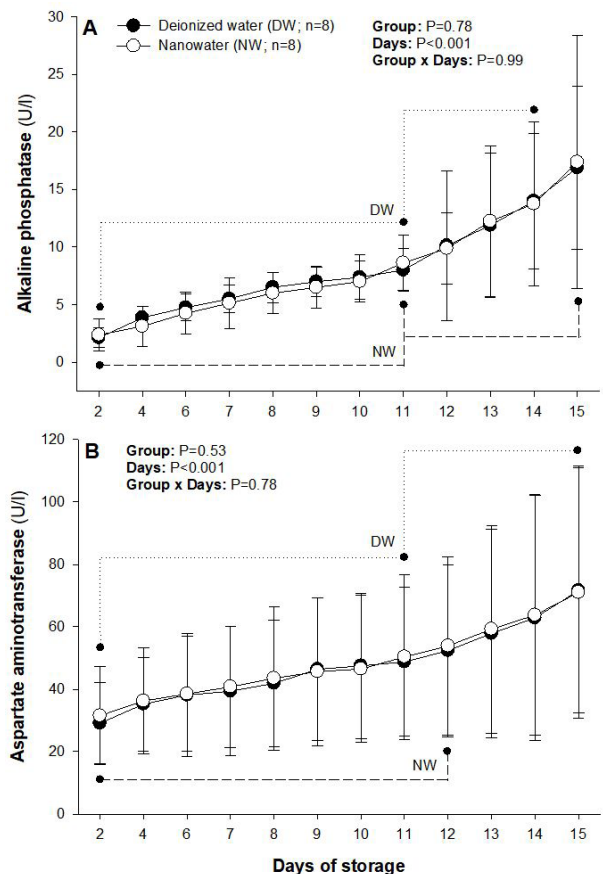 A
Deionized water (DW; n=8)
Nanowater (NW; n=8)
Group: P=0.78
Days: P<0.001
Group x Days: P=0.99
Alkaline phosphatase (U/l)
30
25
20
15
10
5
0
DW
NW
2 4 6 7 8 9 10 11 12 13 14 15
B
Group: P=0.53
Days: P<0.001
Group x Days: P=0.78
Aspartate aminotransferase (U/l)
120
100
80
60
40
20
0
DW
NW
2 4 6 7 8 9 10 11 12 13 14 15
Days of storage